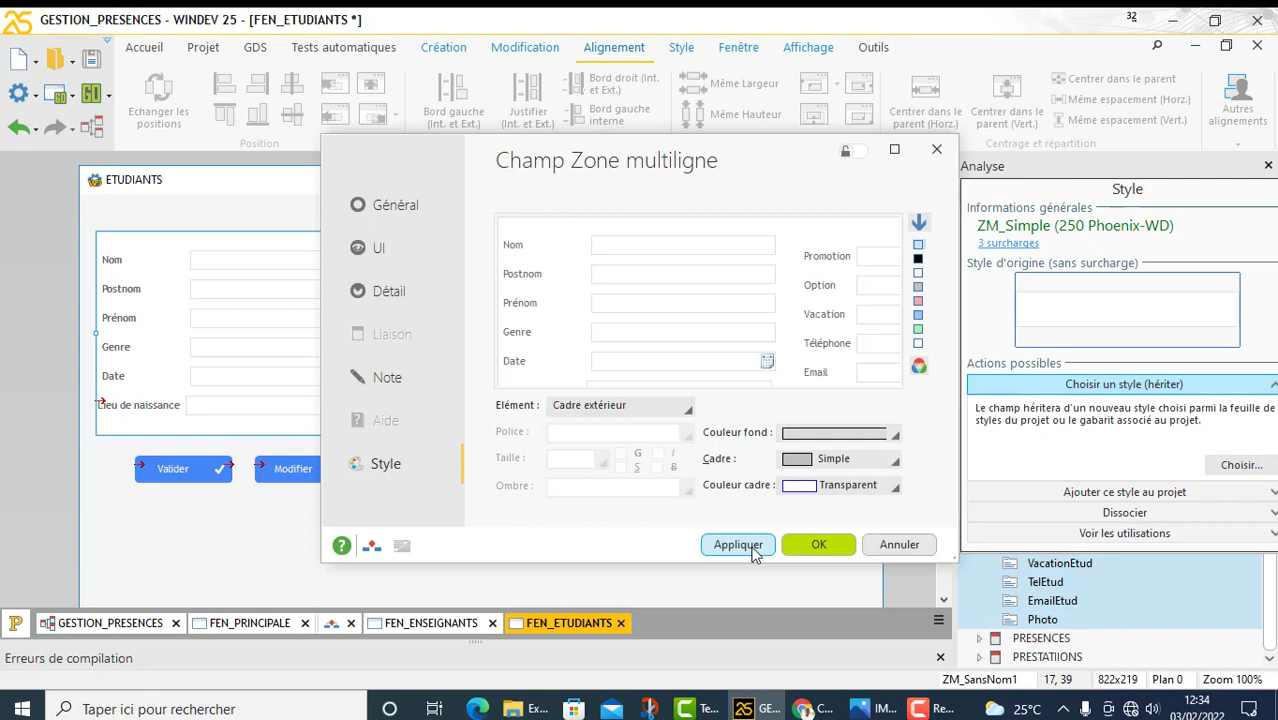 GESTION_PRESENCES - WINDEV 25 - [FEN_ETUDIANTS *]
32
Accueil Projet GDS Tests automatiques Création Modification Alignement Style Fenêtre Affichage Outils
Echanger les positions
Bord gauche (Int. et Ext.)
Justifier (Int. et Ext.)
Bord droit (Int. et Ext.)
Bord gauche interne
Même Largeur
Même Hauteur
Centrer dans le parent (Horz.)
Centrer dans le parent (Vert.)
Centrer dans le parent
Même espacement (Horz.)
Même espacement (Vert.)
Autres alignements
Position
Centrage et répartition
ETUDIANTS
Nom
Postnom
Prénom
Genre
Date
Lieu de naissance
Valider
Modifier
Champ Zone multiligne
Général
UI
Détail
Liaison
Note
Aide
Style
Nom
Postnom
Prénom
Genre
Date
Promotion
Option
Vacation
Téléphone
Email
Elément : Cadre extérieur
Police :
Taille : G I
S S
Ombre :
Couleur fond :
Cadre : Simple
Couleur cadre : Transparent
Appliquer OK Annuler
Analyse
Style
Informations générales
ZM_Simple (250 Phoenix-WD)
3 surcharges
Style d'origine (sans surcharge)
Actions possibles
Choisir un style (hériter)
Le champ héritera d'un nouveau style choisi parmi la feuille de
styles du projet ou le gabarit associé au projet.
Choisir...
Ajouter ce style au projet
Dissocier
Voir les utilisations
VacationEtud
TelEtud
EmailEtud
Photo
PRESENCES
PRESTATIIONS
P GESTION_PRESENCES FEN_PRINCIPALE FEN_ENSEIGNANTS FEN_ETUDIANTS
Erreurs de compilation
ZM_SansNom1 17, 39 822x219 Plan 0 Zoom 100%
Taper ici pour rechercher
Ex...
Te...
GE...
C...
IM...
Re...
25°C
12:34
03/02/2022